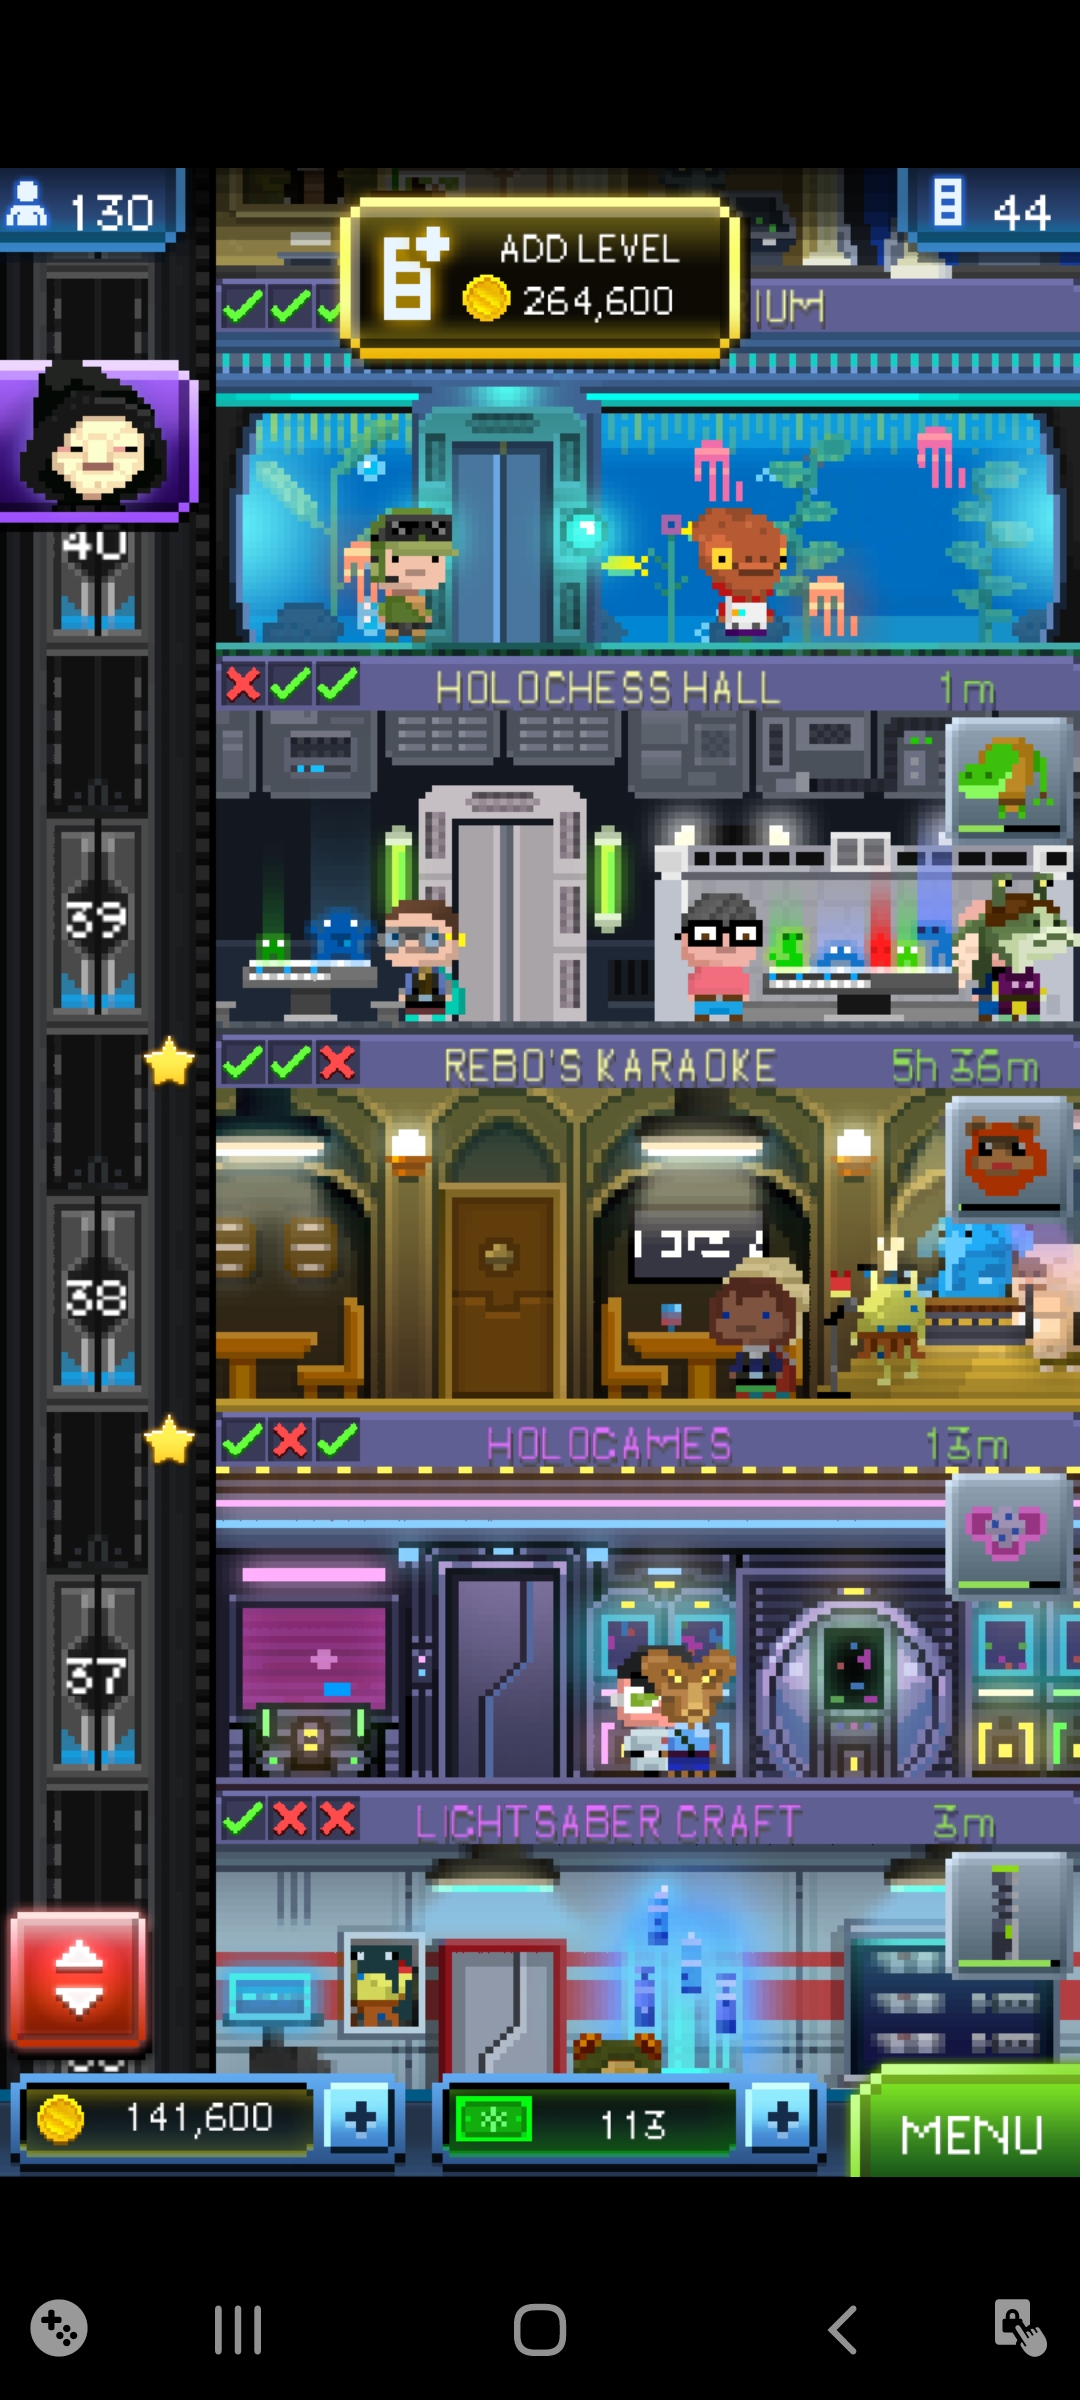 130
ADD LEVEL
264,600
44
IUM
40
HOLOCHESS HALL
1m
39
REBO'S KARAOKE
5h 36m
38
HOLOGAMES
13m
37
LIGHTSABER CRAFT
3m
141,600
113
MENU